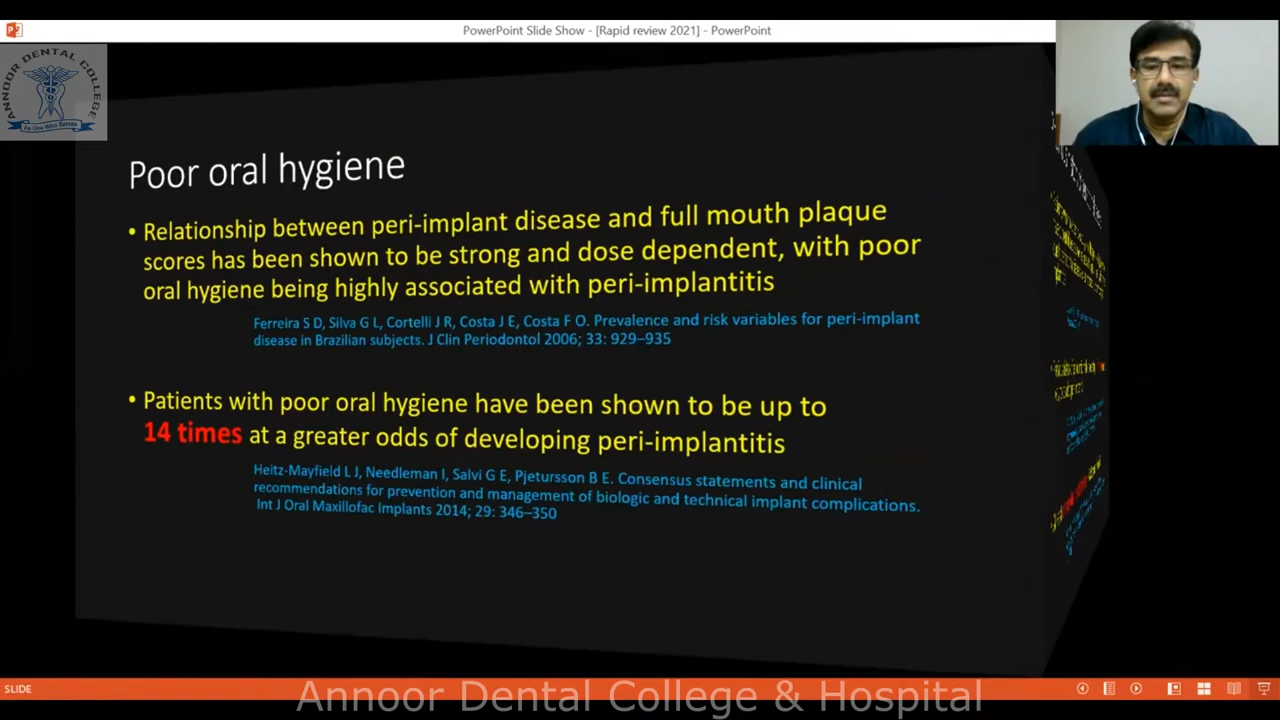 PowerPoint Slide Show - [Rapid review 2021] - PowerPoint
ANNOOR DENTAL COLLEGE
As One Who Serves
Poor oral hygiene
• Relationship between peri-implant disease and full mouth plaque
scores has been shown to be strong and dose dependent, with poor
oral hygiene being highly associated with peri-implantitis
Ferreira S D, Silva G L, Cortelli J R, Costa J E, Costa F O. Prevalence and risk variables for peri-implant
disease in Brazilian subjects. J Clin Periodontol 2006; 33: 929–935
• Patients with poor oral hygiene have been shown to be up to
14 times at a greater odds of developing peri-implantitis
Heitz-Mayfield L J, Needleman I, Salvi G E, Pjetursson B E. Consensus statements and clinical
recommendations for prevention and management of biologic and technical implant complications.
Int J Oral Maxillofac Implants 2014; 29: 346–350
SLIDE
Annoor Dental College & Hospital